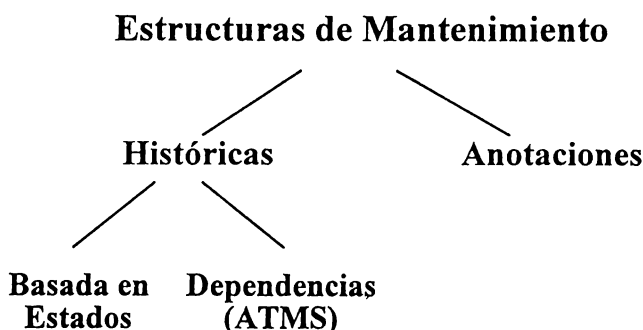 Estructuras de Mantenimiento
Históricas
Anotaciones
Basada en
Estados
Dependencias
(ATMS)